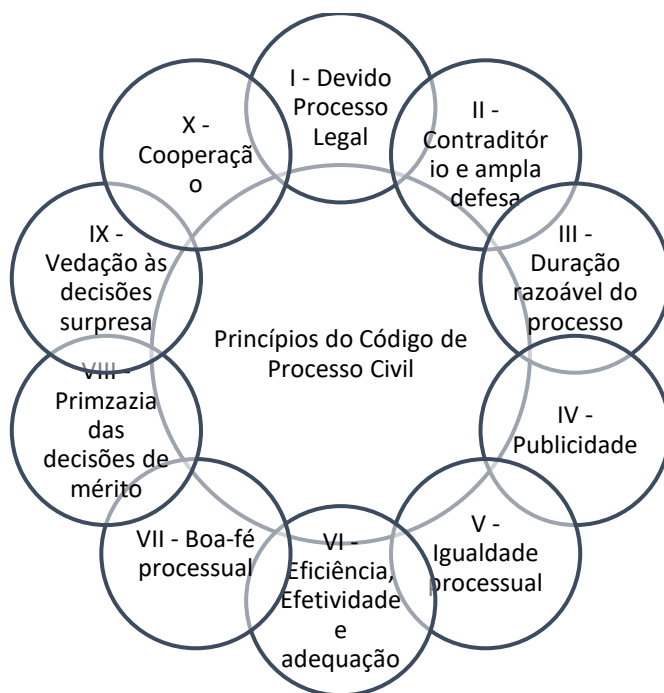 I - Devido
Processo
Legal
II -
Contraditór
io e ampla
defesa
III -
Duração
razoável do
processo
IV -
Publicidade
V -
Igualdade
processual
VI -
Eficiência,
Efetividade
e
adequação
VII - Boa-fé
processual
VIII -
Primzazia
das
decisões de
mérito
IX -
Vedação às
decisões
surpresa
X -
Cooperaçã
o
Princípios do Código de
Processo Civil